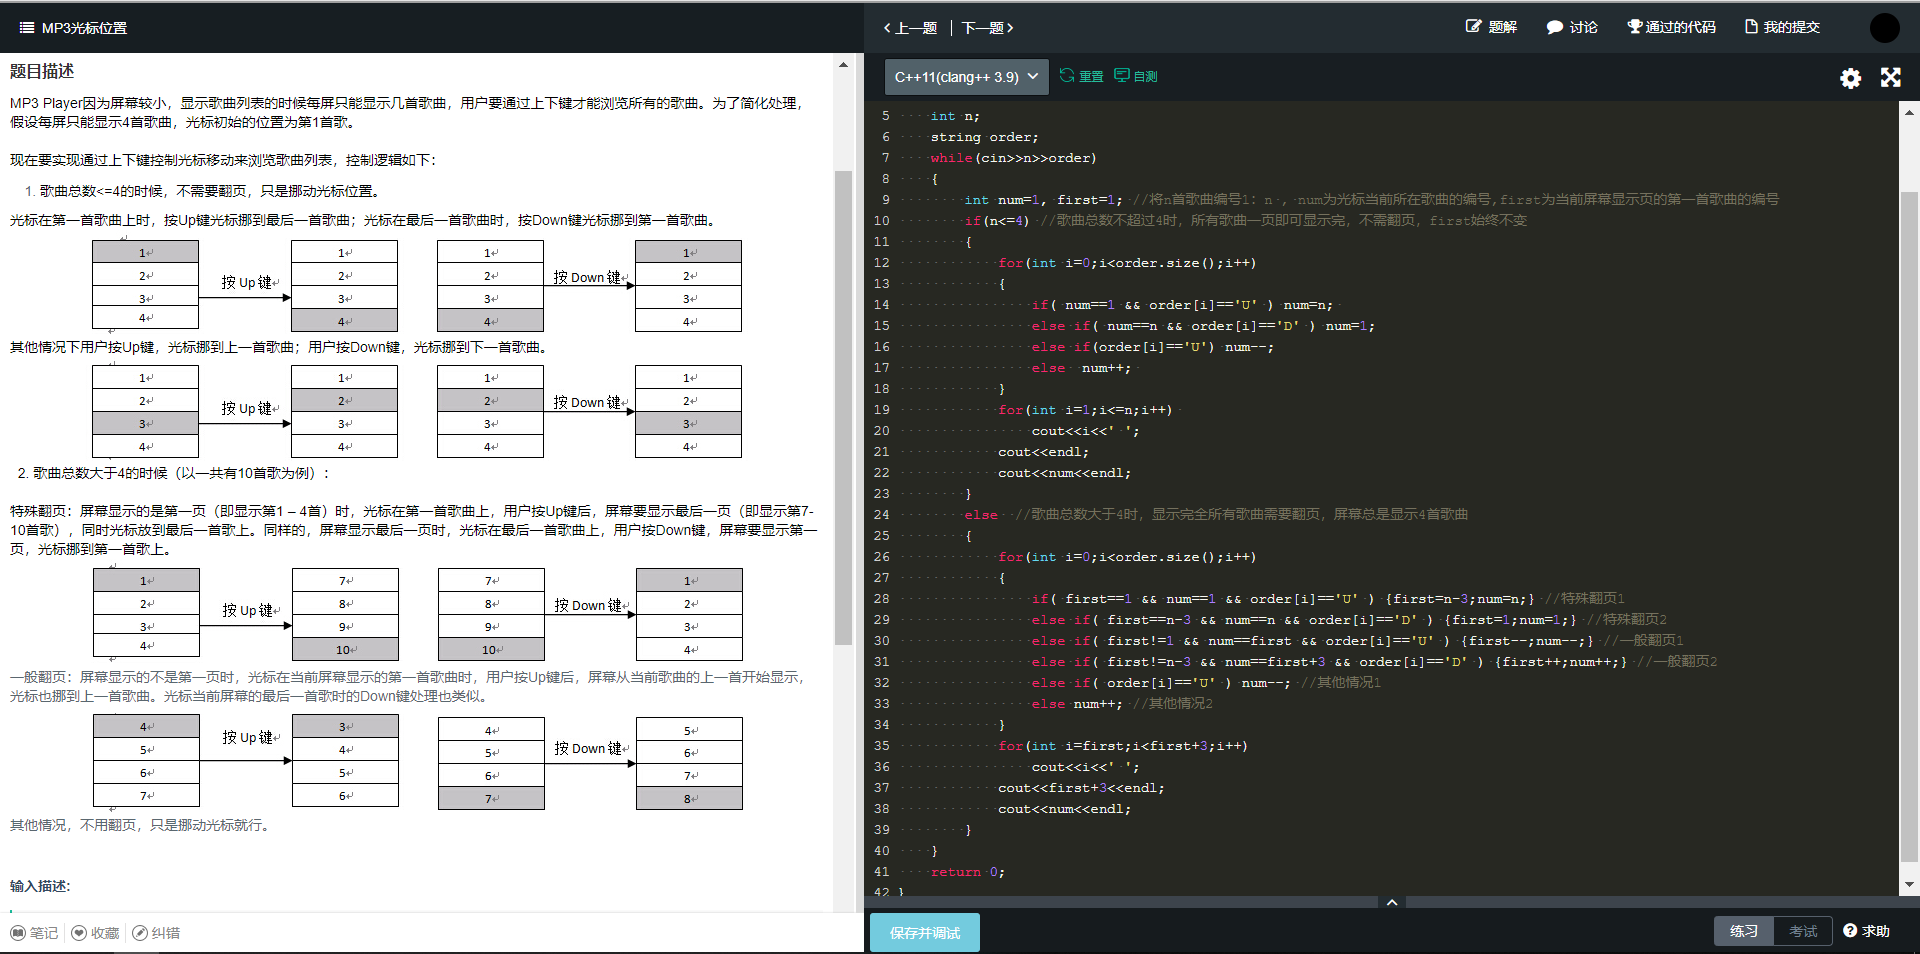 MP3光标位置
上一题
下一题
题解
讨论
通过的代码
我的提交
题目描述
MP3 Player因为屏幕较小，显示歌曲列表的时候每屏只能显示几首歌曲，用户要通过上下键才能浏览所有的歌曲。为了简化处理，
假设每屏只能显示4首歌曲，光标初始的位置为第1首歌。
现在要实现通过上下键控制光标移动来浏览歌曲列表，控制逻辑如下：
1. 歌曲总数<=4的时候，不需要翻页，只是挪动光标位置。
光标在第一首歌曲上时，按Up键光标挪到最后一首歌曲；光标在最后一首歌曲时，按Down键光标挪到第一首歌曲。
1 1 1 1
2 2 2 2
3 3 3 3
4 4 4 4
按 Up 键
按 Down 键
其他情况下用户按Up键，光标挪到上一首歌曲；用户按Down键，光标挪到下一首歌曲。
1 1 1 1
2 2 2 2
3 3 3 3
4 4 4 4
按 Up 键
按 Down 键
2. 歌曲总数大于4的时候（以一共有10首歌为例）：
特殊翻页：屏幕显示的是第一页（即显示第1 – 4首）时，光标在第一首歌曲上，用户按Up键后，屏幕要显示最后一页（即显示第7-
10首歌），同时光标放到最后一首歌上。同样的，屏幕显示最后一页时，光标在最后一首歌曲上，用户按Down键，屏幕要显示第一
页，光标挪到第一首歌上。
1 7 7 1
2 8 8 2
3 9 9 3
4 10 10 4
按 Up 键
按 Down 键
一般翻页：屏幕显示的不是第一页时，光标在当前屏幕显示的第一首歌曲时，用户按Up键后，屏幕从当前歌曲的上一首开始显示，
光标也挪到上一首歌曲。光标当前屏幕的最后一首歌时的Down键处理也类似。
4 3 4 5
5 4 5 6
6 5 6 7
7 6 7 8
按 Up 键
按 Down 键
其他情况，不用翻页，只是挪动光标就行。
输入描述:
笔记
收藏
纠错
C++11(clang++ 3.9)
重置
自测
5 int n;
6 string order;
7 while(cin>>n>>order)
8 {
9 int num=1, first=1; //将n首歌曲编号1：n , num为光标当前所在歌曲的编号,first为当前屏幕显示页的第一首歌曲的编号
10 if(n<=4) //歌曲总数不超过4时，所有歌曲一页即可显示完，不需翻页，first始终不变
11 {
12 for(int i=0;i<order.size();i++)
13 {
14 if( num==1 && order[i]=='U' ) num=n;
15 else if( num==n && order[i]=='D' ) num=1;
16 else if(order[i]=='U') num--;
17 else num++;
18 }
19 for(int i=1;i<=n;i++)
20 cout<<i<<' ';
21 cout<<endl;
22 cout<<num<<endl;
23 }
24 else //歌曲总数大于4时，显示完全所有歌曲需要翻页，屏幕总是显示4首歌曲
25 {
26 for(int i=0;i<order.size();i++)
27 {
28 if( first==1 && num==1 && order[i]=='U' ) {first=n-3;num=n;} //特殊翻页1
29 else if( first==n-3 && num==n && order[i]=='D' ) {first=1;num=1;} //特殊翻页2
30 else if( first!=1 && num==first && order[i]=='U' ) {first--;num--;} //一般翻页1
31 else if( first!=n-3 && num==first+3 && order[i]=='D' ) {first++;num++;} //一般翻页2
32 else if( order[i]=='U' ) num--; //其他情况1
33 else num++; //其他情况2
34 }
35 for(int i=first;i<first+3;i++)
36 cout<<i<<' ';
37 cout<<first+3<<endl;
38 cout<<num<<endl;
39 }
40 }
41 return 0;
42 }
保存并调试
练习
考试
求助